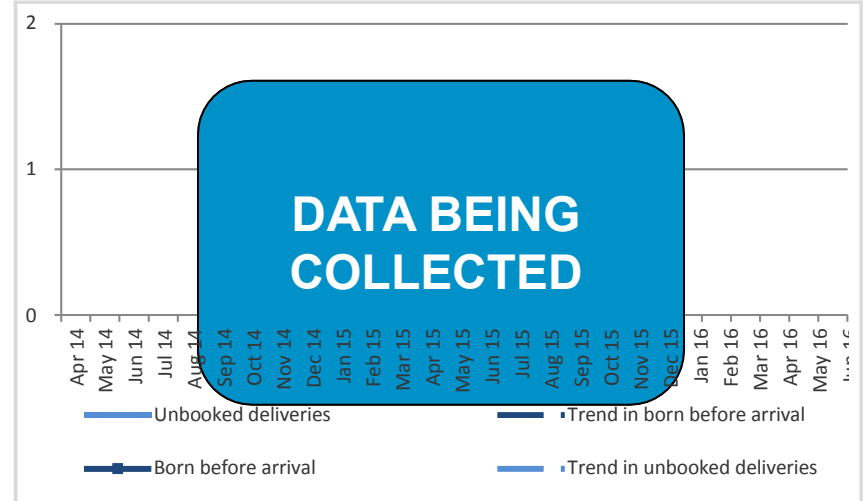 2
1
0
DATA BEING
COLLECTED
Apr 14
May 14
Jun 14
Jul 14
Aug 14
Sep 14
Oct 14
Nov 14
Dec 14
Jan 15
Feb 15
Mar 15
Apr 15
May 15
Jun 15
Jul 15
Aug 15
Sep 15
Oct 15
Nov 15
Dec 15
Jan 16
Feb 16
Mar 16
Apr 16
May 16
Jun 16
Unbooked deliveries
Trend in born before arrival
Born before arrival
Trend in unbooked deliveries